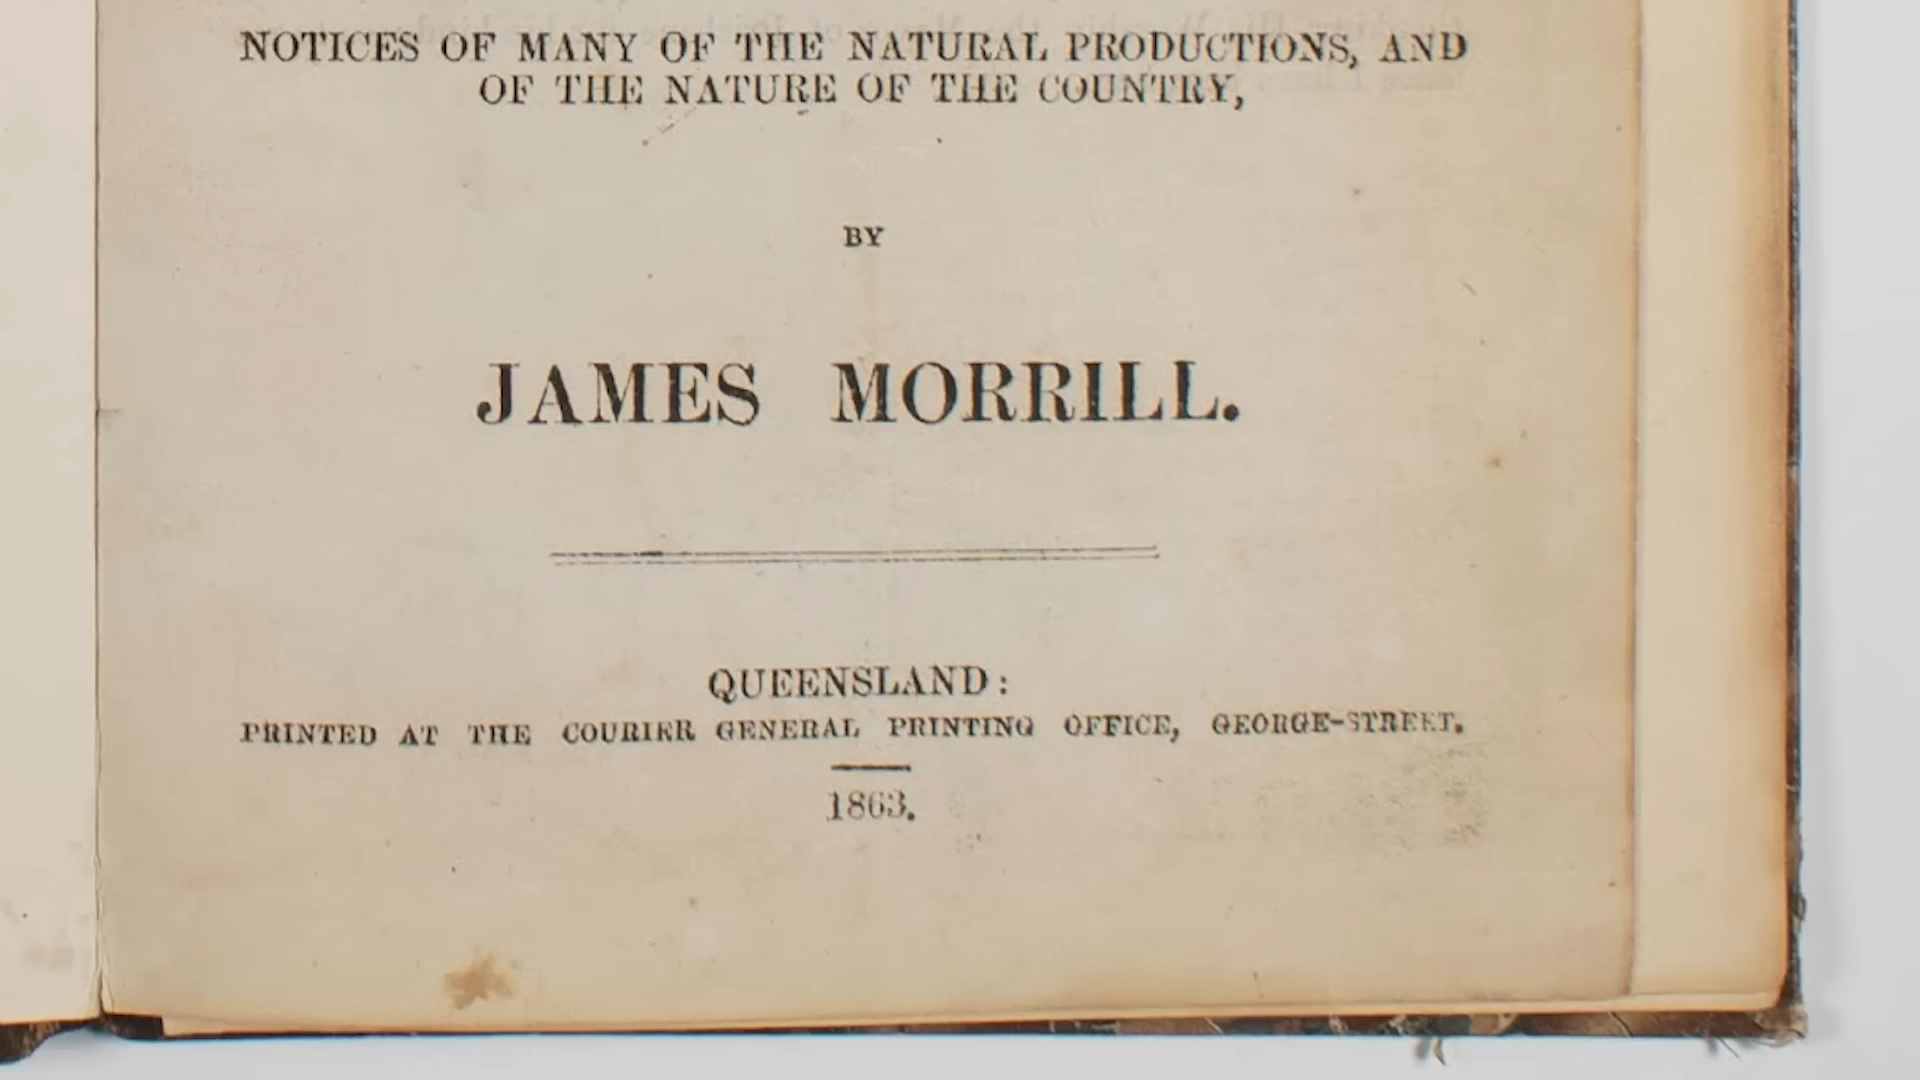 NOTICES OF MANY OF THE NATURAL PRODUCTIONS, AND
OF THE NATURE OF THE COUNTRY,
BY
JAMES MORRILL.
QUEENSLAND:
PRINTED AT THE COURIER GENERAL PRINTING OFFICE, GEORGE-STREET.
1863.